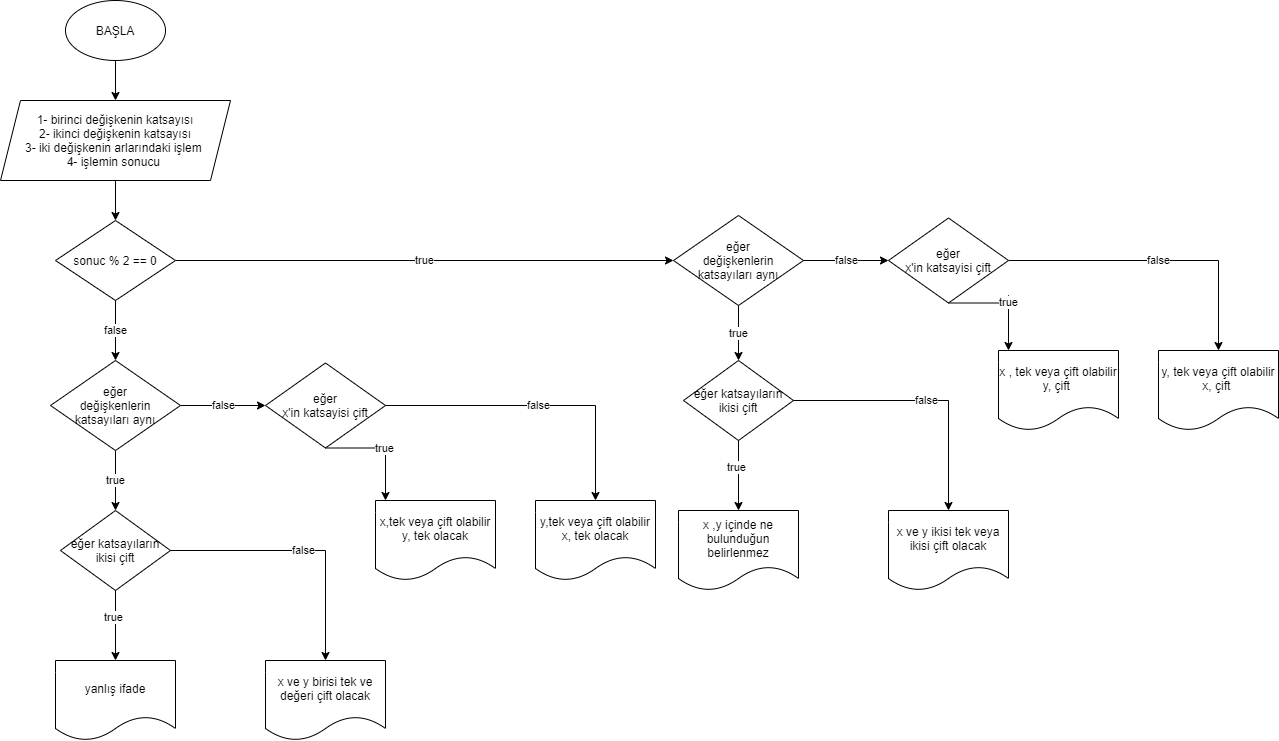 BAŞLA
1- birinci değişkenin katsayısı
2- ikinci değişkenin katsayısı
3- iki değişkenin arlarındaki işlem
4- işlemin sonucu
sonuc % 2 == 0
true
eğer
değişkenlerin
katsayıları aynı
false
eğer
x'in katsayisi çift
false
true
false
true
x , tek veya çift olabilir
y, çift
y, tek veya çift olabilir
x, çift
eğer
değişkenlerin
katsayıları aynı
false
eğer
x'in katsayisi çift
false
true
eğer katsayıların
ikisi çift
false
true
true
x,tek veya çift olabilir
y, tek olacak
y,tek veya çift olabilir
x, tek olacak
x ,y içinde ne
bulunduğun
belirlenmez
x ve y ikisi tek veya
ikisi çift olacak
eğer katsayıların
ikisi çift
false
true
yanlış ifade
x ve y birisi tek ve
değeri çift olacak